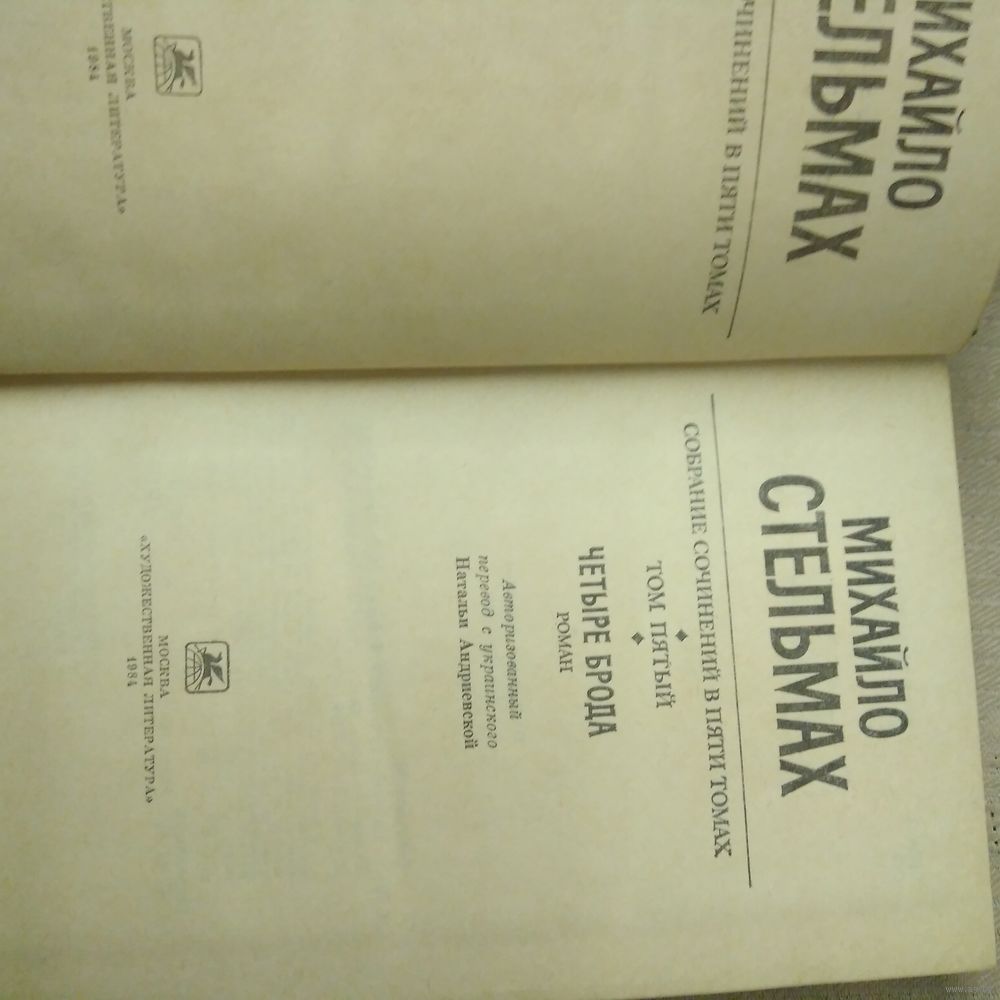 МИХАЙЛО
ЕЛЬМАХ
ЧИНЕНИЙ В ПЯТИ ТОМАХ
МОСКВА
ТВЕННАЯ ЛИТЕРАТУРА»
1984
МИХАЙЛО
СТЕЛЬМАХ
СОБРАНИЕ СОЧИНЕНИЙ В ПЯТИ ТОМАХ
ТОМ ПЯТЫЙ
ЧЕТЫРЕ БРОДА
РОМАН
Авторизованный
перевод с украинского
Натальи Андриевской
МОСКВА
«ХУДОЖЕСТВЕННАЯ ЛИТЕРАТУРА»
1984